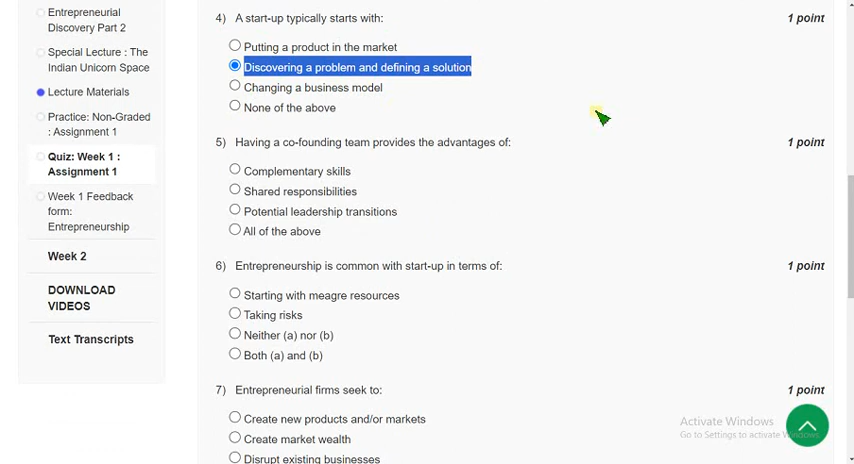 Entrepreneurial
Discovery Part 2
Special Lecture : The
Indian Unicorn Space
Lecture Materials
Practice: Non-Graded
: Assignment 1
Quiz: Week 1 :
Assignment 1
Week 1 Feedback
form:
Entrepreneurship
Week 2
DOWNLOAD
VIDEOS
Text Transcripts
4) A start-up typically starts with: 1 point
Putting a product in the market
Discovering a problem and defining a solution
Changing a business model
None of the above
5) Having a co-founding team provides the advantages of: 1 point
Complementary skills
Shared responsibilities
Potential leadership transitions
All of the above
6) Entrepreneurship is common with start-up in terms of: 1 point
Starting with meagre resources
Taking risks
Neither (a) nor (b)
Both (a) and (b)
7) Entrepreneurial firms seek to: 1 point
Create new products and/or markets
Create market wealth
Disrupt existing businesses
Activate Windows
Go to Settings to activate Windows.